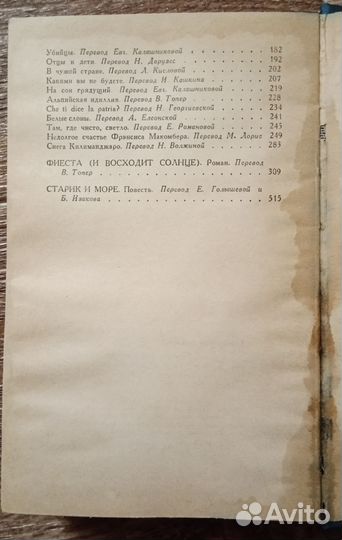 Убийцы. Перевод Евг. Калашниковой . . . . . . . . 182
Отцы и дети. Перевод Н. Дарузес . . . . . . . . 192
В чужой стране. Перевод Л. Кисловой . . . . . . . 202
Какими вы не будете. Перевод И. Кашкина . . . . . 207
На сон грядущий. Перевод Евг. Калашниковой . . . . 219
Альпийская идиллия. Перевод В. Топер . . . . . . 228
Che ti dice la patria? Перевод Н. Георгиевской . . . . 234
Белые слоны. Перевод А. Елеонской . . . . . . . 241
Там, где чисто, светло. Перевод Е. Романовой . . . . 245
Недолгое счастье Фрэнсиса Макомбера. Перевод М. Лорие 249
Снега Килиманджаро. Перевод Н. Волжиной . . . . . 283
ФИЕСТА (И ВОСХОДИТ СОЛНЦЕ). Роман. Перевод
В. Топер . . . . . . . . . . . . . . . . 309
СТАРИК И МОРЕ. Повесть. Перевод Е. Голышевой и
Б. Изакова . . . . . . . . . . . . . . . 515
Avito